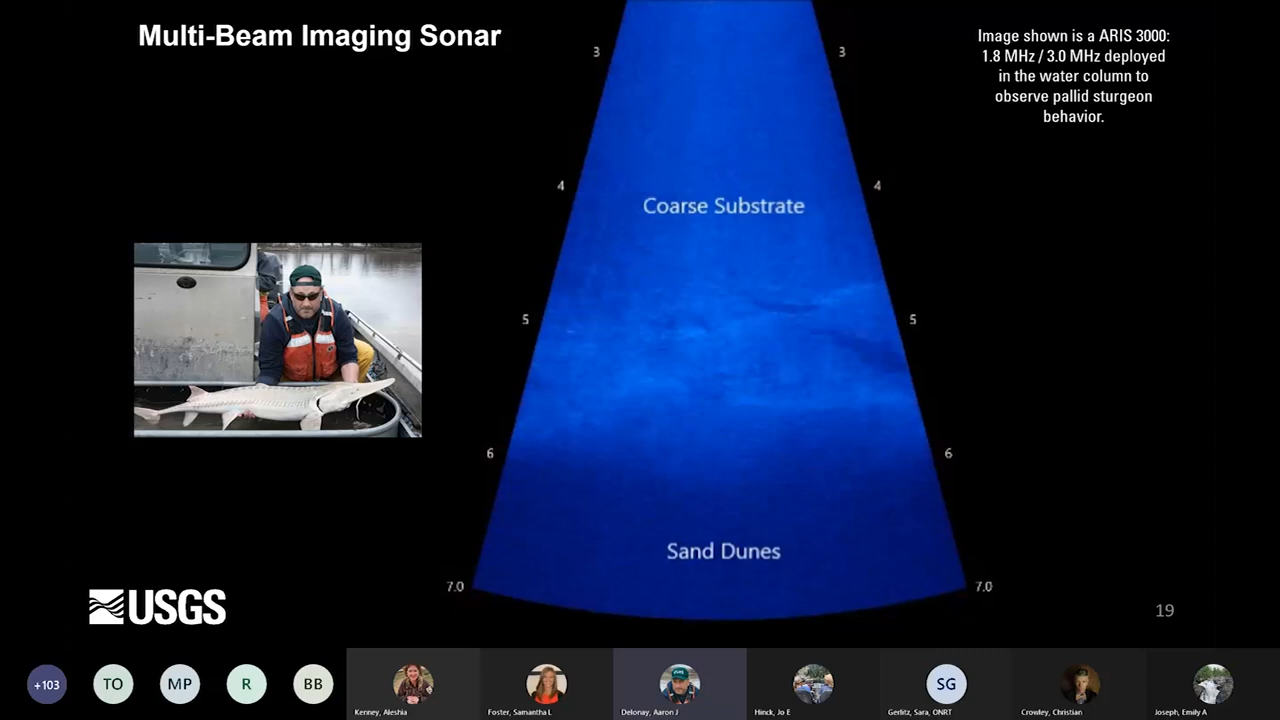 Multi-Beam Imaging Sonar
Image shown is a ARIS 3000:
1.8 MHz / 3.0 MHz deployed
in the water column to
observe pallid sturgeon
behavior.
3 3
4 4
Coarse Substrate
5 5
6 6
Sand Dunes
7.0 7.0
USGS
19
+103 TO MP R BB SG
Kenney, Aleshia Foster, Samantha L Delonay, Aaron J Hinck, Jo E Gerlitz, Sara, ONRT Crowley, Christian Joseph, Emily A